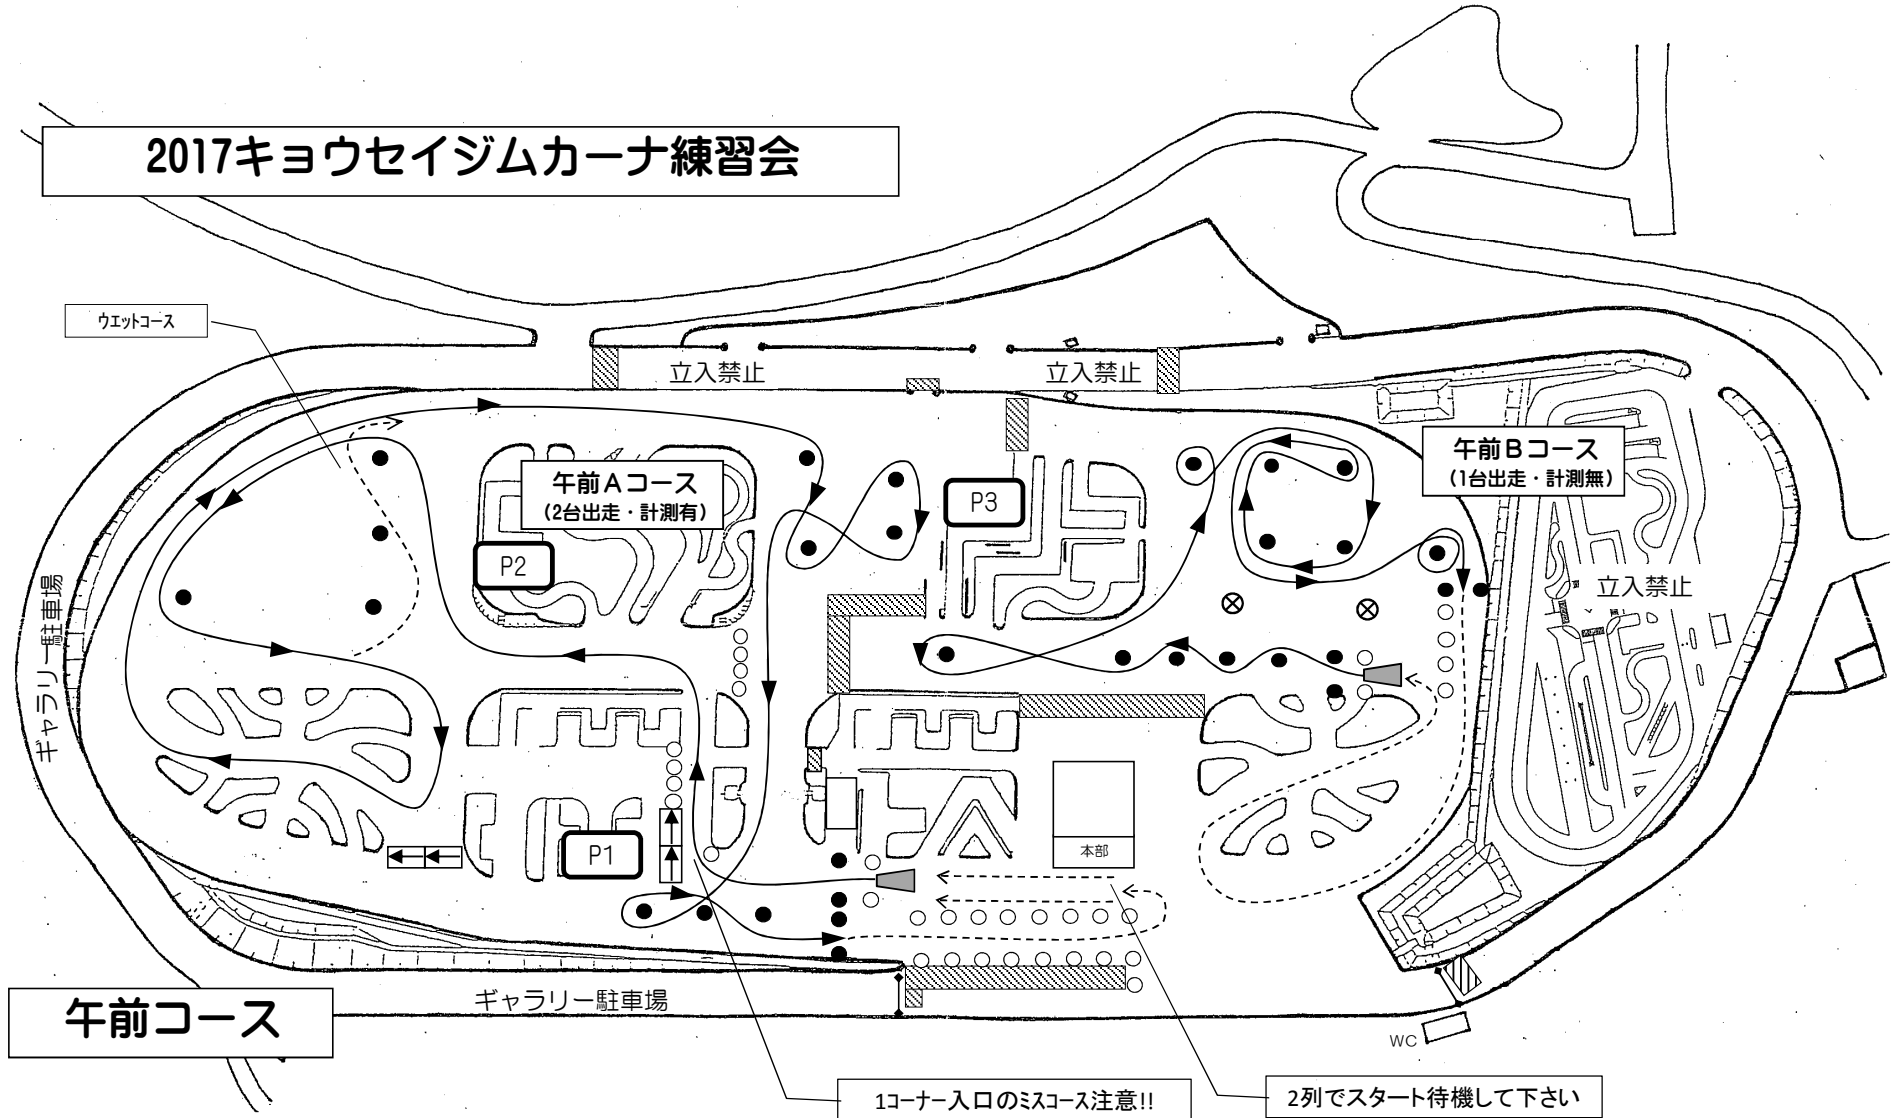 2017キョウセイジムカーナ練習会
ウエットコース
立入禁止
立入禁止
午前Bコース
(1台出走・計測無)
午前Aコース
(2台出走・計測有)
P3
P2
立入禁止
ギャラリー駐車場
P1
本部
ギャラリー駐車場
午前コース
WC
1コーナー入口のミスコース注意!!
2列でスタート待機して下さい